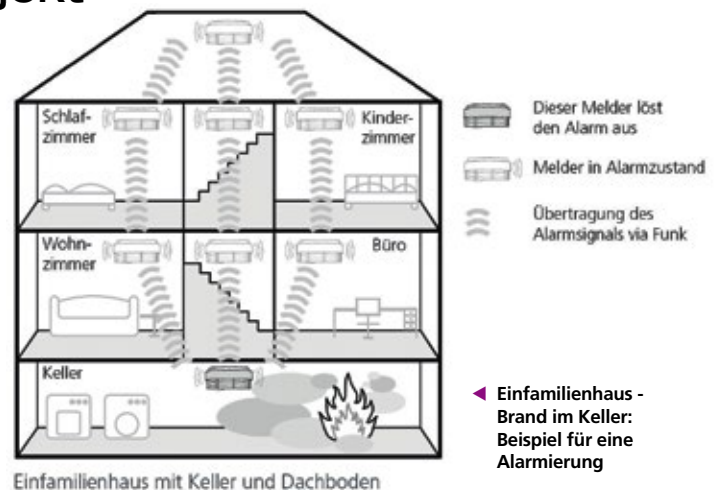 Schlaf-
zimmer
Kinder-
zimmer
Wohn-
zimmer
Büro
Keller
Dieser Melder löst
den Alarm aus
Melder in Alarmzustand
Übertragung des
Alarmsignals via Funk
◀ Einfamilienhaus -
Brand im Keller:
Beispiel für eine
Alarmierung
Einfamilienhaus mit Keller und Dachboden